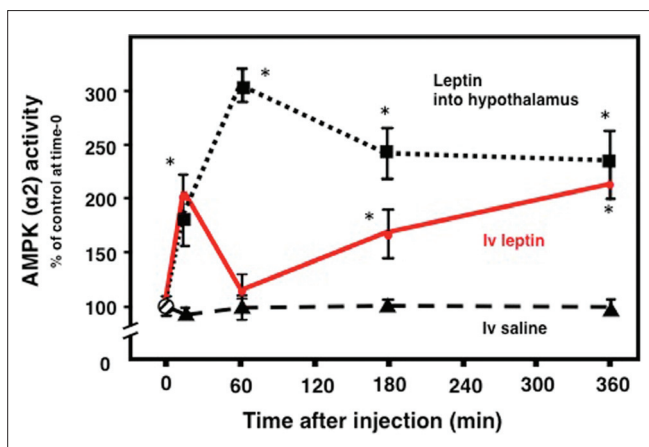 AMPK (α2) activity
% of control at time-0
300
250
200
150
100
0
*
*
*
*
*
*
Leptin
into hypothalamus
Iv leptin
Iv saline
0 60 120 180 240 300 360
Time after injection (min)